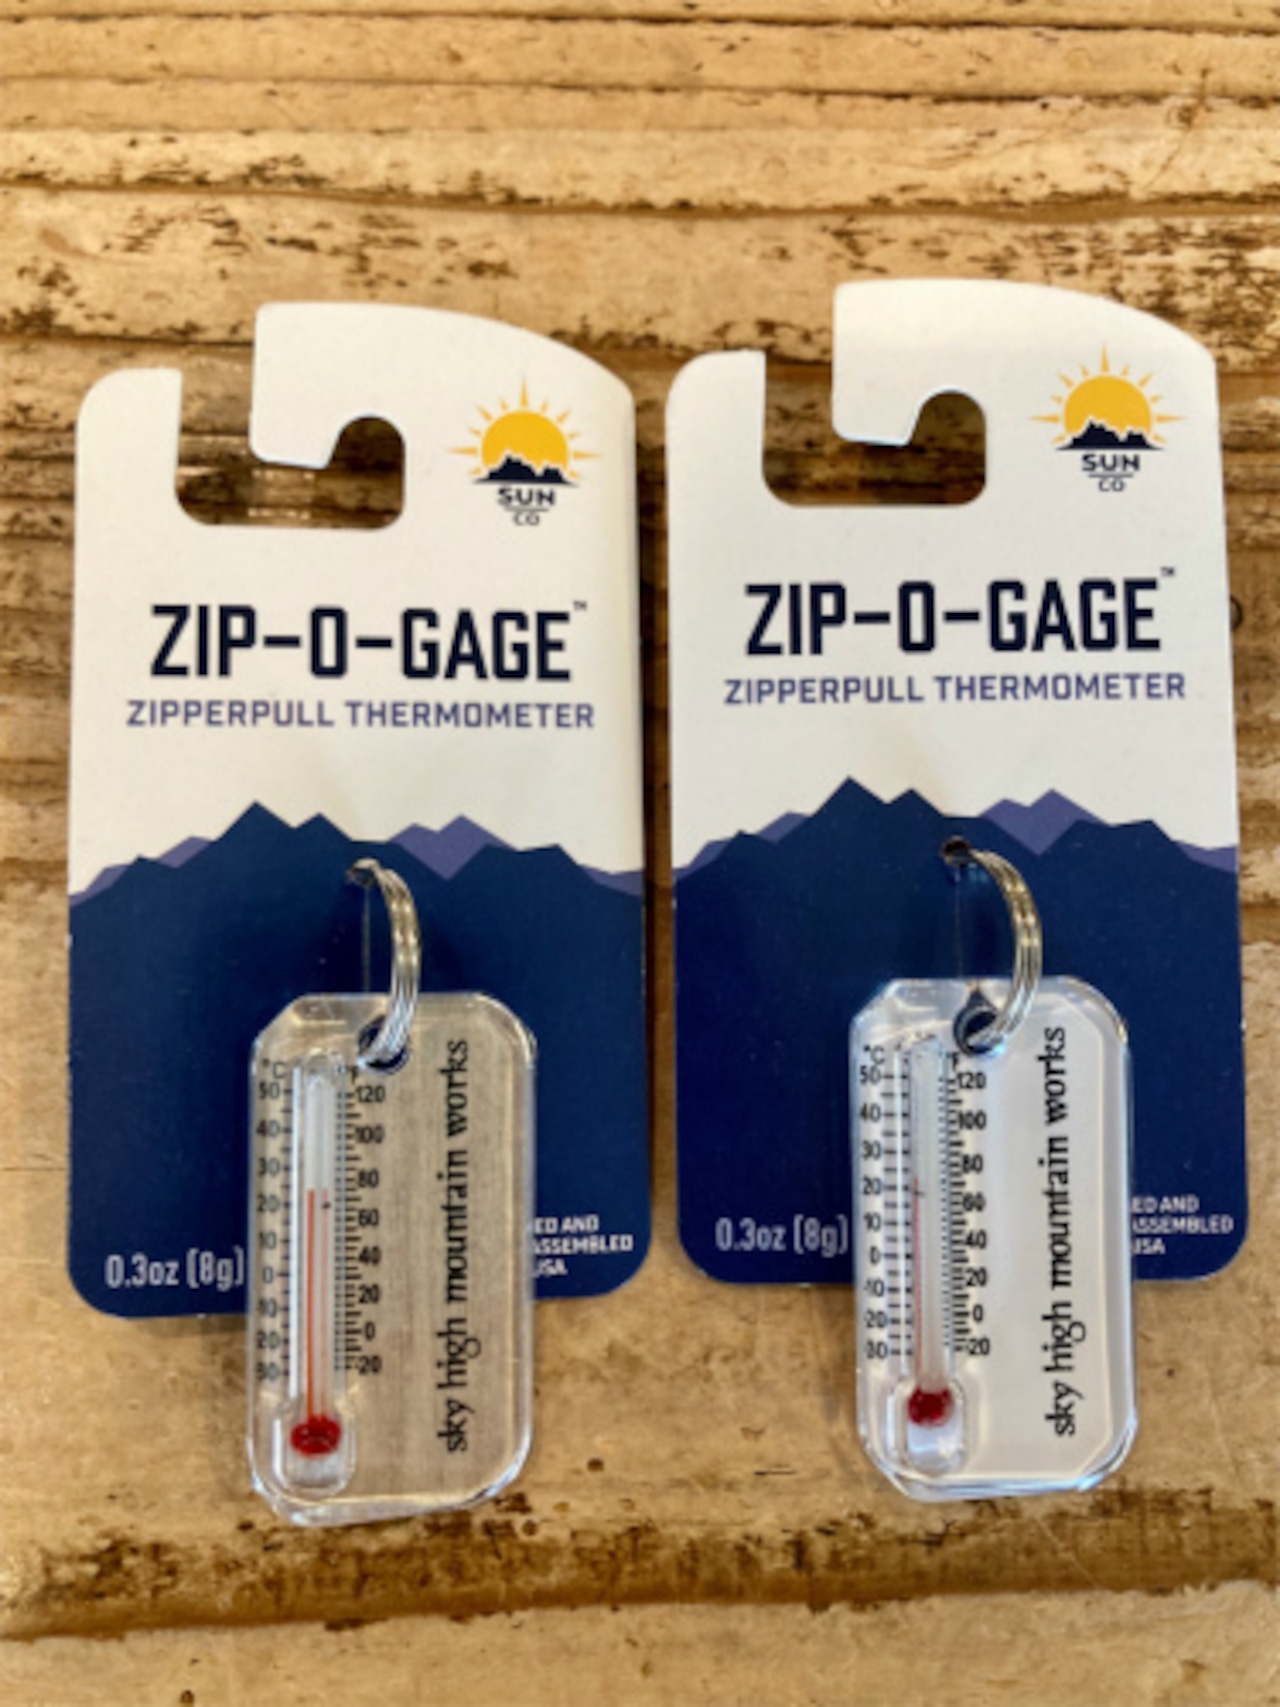 SUN
CO
ZIP-O-GAGE™
ZIPPERPULL THERMOMETER
°C
°F
50
120
40
100
30
80
20
60
10
40
0
20
-10
0
-20
-20
-30
sky high mountain works
0.3oz (8g)
ED AND
ASSEMBLED
USA
SUN
CO
ZIP-O-GAGE™
ZIPPERPULL THERMOMETER
°C
°F
50
120
40
100
30
80
20
60
10
40
0
20
-10
0
-20
-20
-30
sky high mountain works
0.3oz (8g)
ED AND
ASSEMBLED
USA